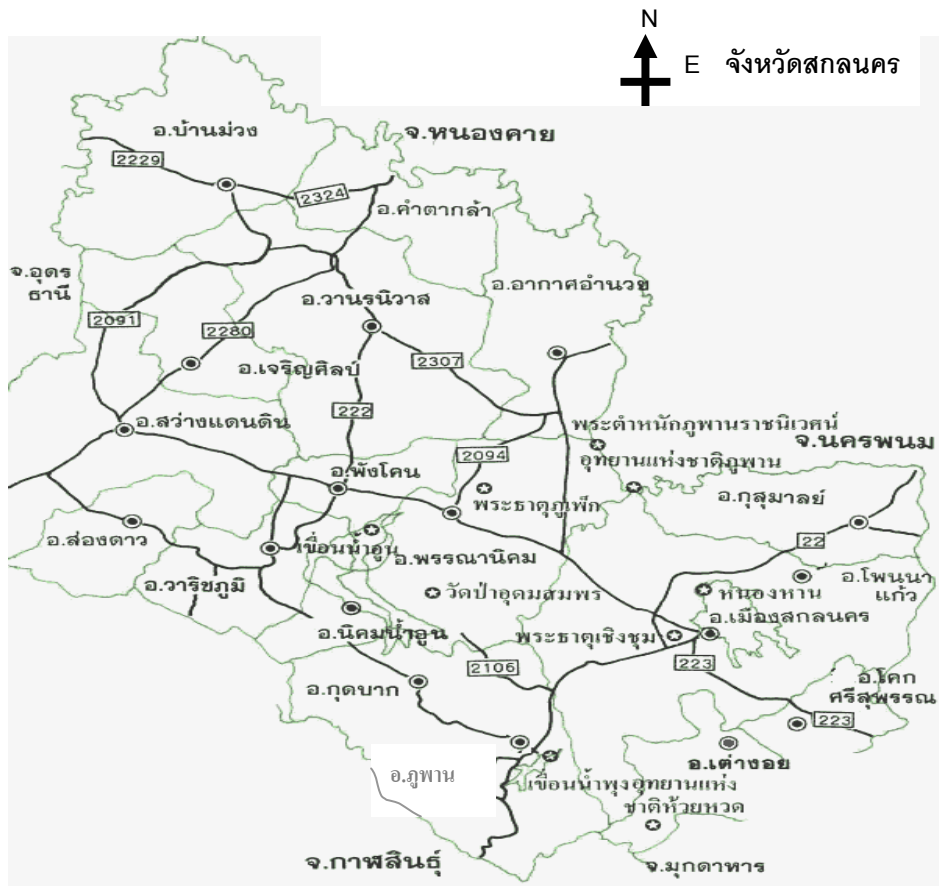 N
E จังหวัดสกลนคร
อ.บ้านม่วง
จ.หนองคาย
2229
2324
อ.คำตากล้า
จ.อุดร
ธานี
อ.วานรนิวาส
อ.อากาศอำนวย
2091
2280
2307
อ.เจริญศิลป์
222
อ.สว่างแดนดิน
พระตำหนักภูพานราชนิเวศน์
จ.นครพนม
2094
อุทยานแห่งชาติภูพาน
อ.พังโคน
พระธาตุภูเพ็ก
อ.กุสุมาลย์
อ.ส่องดาว
เขื่อนน้ำอูน
อ.พรรณานิคม
22
อ.วาริชภูมิ
วัดป่าอุดมสมพร
หนองหาน
อ.โพนนา
แก้ว
อ.เมืองสกลนคร
อ.นิคมน้ำอูน
พระธาตุเชิงชุม
2106
223
อ.กุดบาก
อ.โคก
ศรีสุพรรณ
223
อ.เต่างอย
อ.ภูพาน
เขื่อนน้ำพุง
อุทยานแห่ง
ชาติห้วยหวด
จ.กาฬสินธุ์
จ.มุกดาหาร